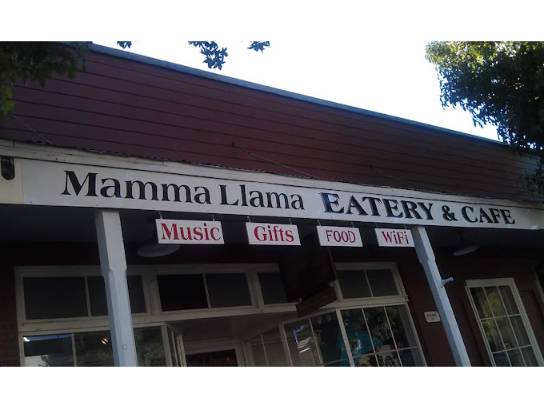 Mamma Llama EATERY & CAFE
Music Gifts FOOD WiFi